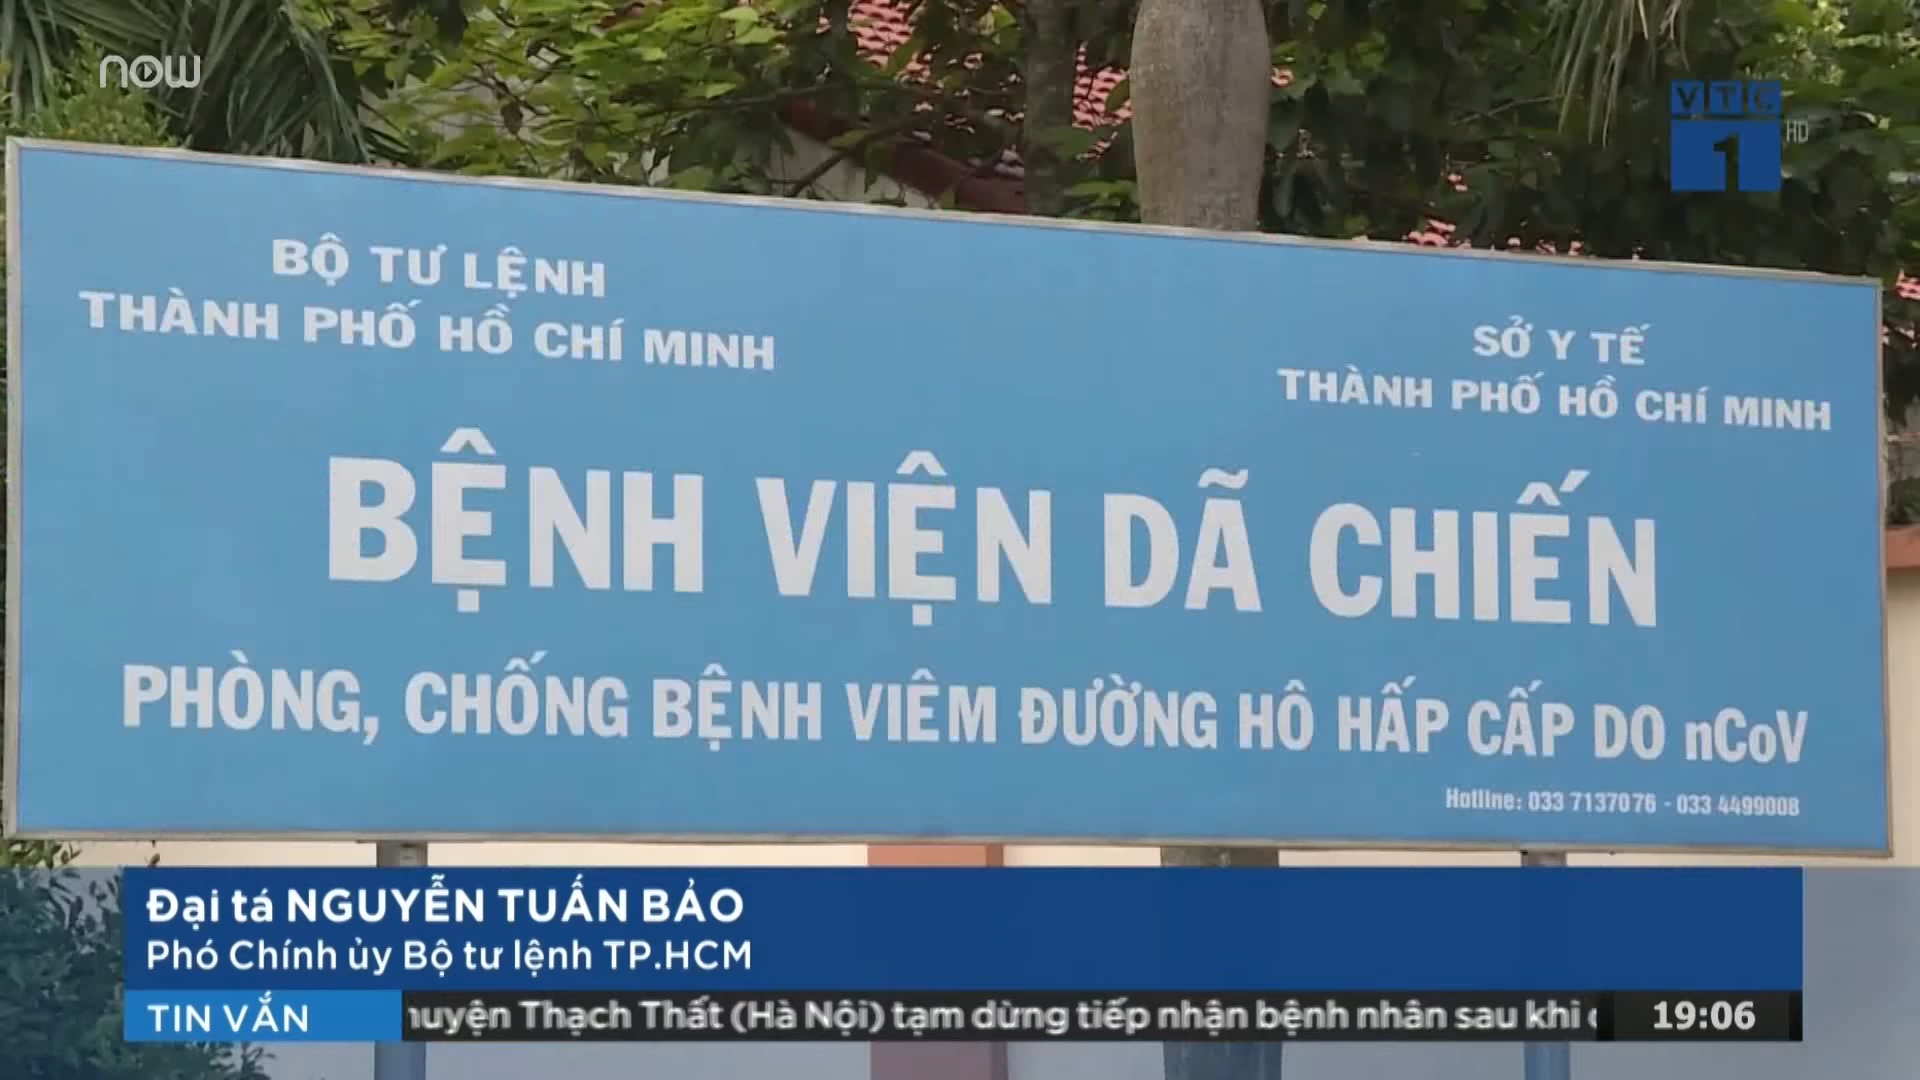 now
VTC
1
HD
BỘ TƯ LỆNH
THÀNH PHỐ HỒ CHÍ MINH
SỞ Y TẾ
THÀNH PHỐ HỒ CHÍ MINH
BỆNH VIỆN DÃ CHIẾN
PHÒNG, CHỐNG BỆNH VIÊM ĐƯỜNG HÔ HẤP CẤP DO nCoV
Hotline: 033 7137076 - 033 4499008
Đại tá NGUYỄN TUẤN BẢO
Phó Chính ủy Bộ tư lệnh TP.HCM
TIN VẮN
Thạch Thất (Hà Nội) tạm dừng tiếp nhận bệnh nhân sau khi
19:06